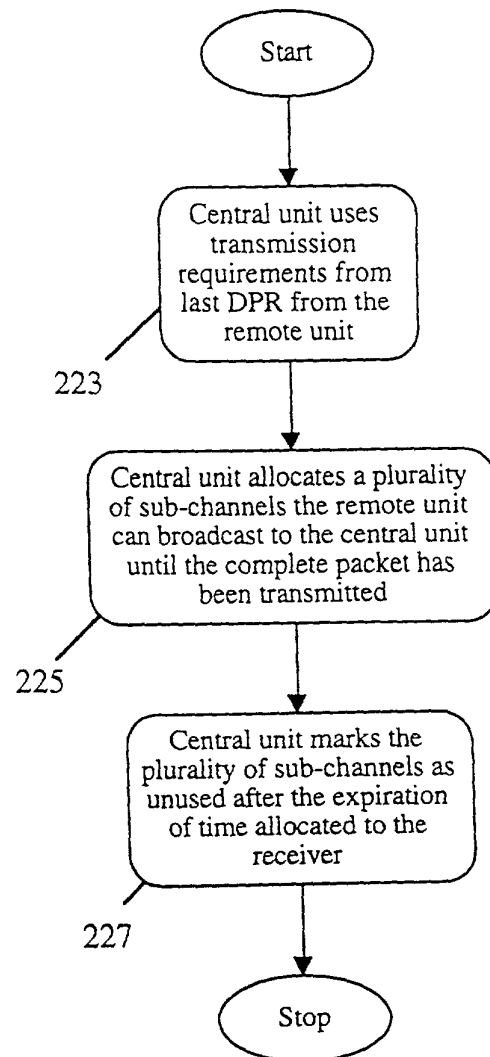 Start
Central unit uses
transmission
requirements from
last DPR from the
remote unit
223
Central unit allocates a plurality
of sub-channels the remote unit
can broadcast to the central unit
until the complete packet has
been transmitted
225
Central unit marks the
plurality of sub-channels as
unused after the expiration
of time allocated to the
receiver
227
Stop